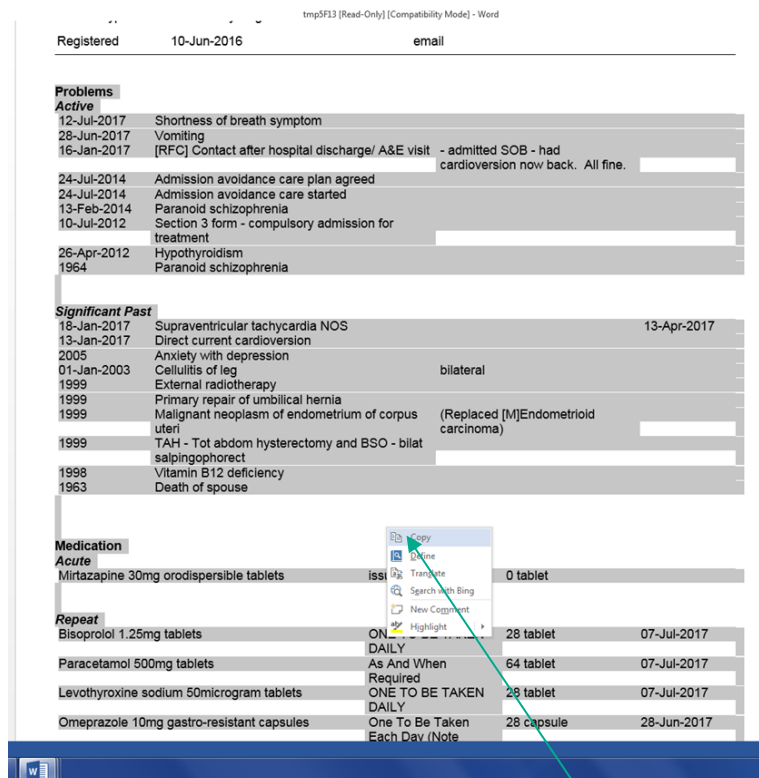 tmp5F13 [Read-Only] [Compatibility Mode] - Word
Registered 10-Jun-2016 email
Problems
Active
12-Jul-2017 Shortness of breath symptom
28-Jun-2017 Vomiting
16-Jan-2017 [RFC] Contact after hospital discharge/ A&E visit - admitted SOB - had
cardioversion now back. All fine.
24-Jul-2014 Admission avoidance care plan agreed
24-Jul-2014 Admission avoidance care started
13-Feb-2014 Paranoid schizophrenia
10-Jul-2012 Section 3 form - compulsory admission for
treatment
26-Apr-2012 Hypothyroidism
1964 Paranoid schizophrenia
Significant Past
18-Jan-2017 Supraventricular tachycardia NOS 13-Apr-2017
13-Jan-2017 Direct current cardioversion
2005 Anxiety with depression
01-Jan-2003 Cellulitis of leg bilateral
1999 External radiotherapy
1999 Primary repair of umbilical hernia
1999 Malignant neoplasm of endometrium of corpus (Replaced [M]Endometrioid
uteri carcinoma)
1999 TAH - Tot abdom hysterectomy and BSO - bilat
salpingophorect
1998 Vitamin B12 deficiency
1963 Death of spouse
Copy
Define
Translate
Search with Bing
New Comment
Highlight
Medication
Acute
Mirtazapine 30mg orodispersible tablets 0 tablet
Repeat
Bisoprolol 1.25mg tablets ONE TO BE TAKEN 28 tablet 07-Jul-2017
DAILY
Paracetamol 500mg tablets As And When 64 tablet 07-Jul-2017
Required
Levothyroxine sodium 50microgram tablets ONE TO BE TAKEN 28 tablet 07-Jul-2017
DAILY
Omeprazole 10mg gastro-resistant capsules One To Be Taken 28 capsule 28-Jun-2017
Each Day (Note